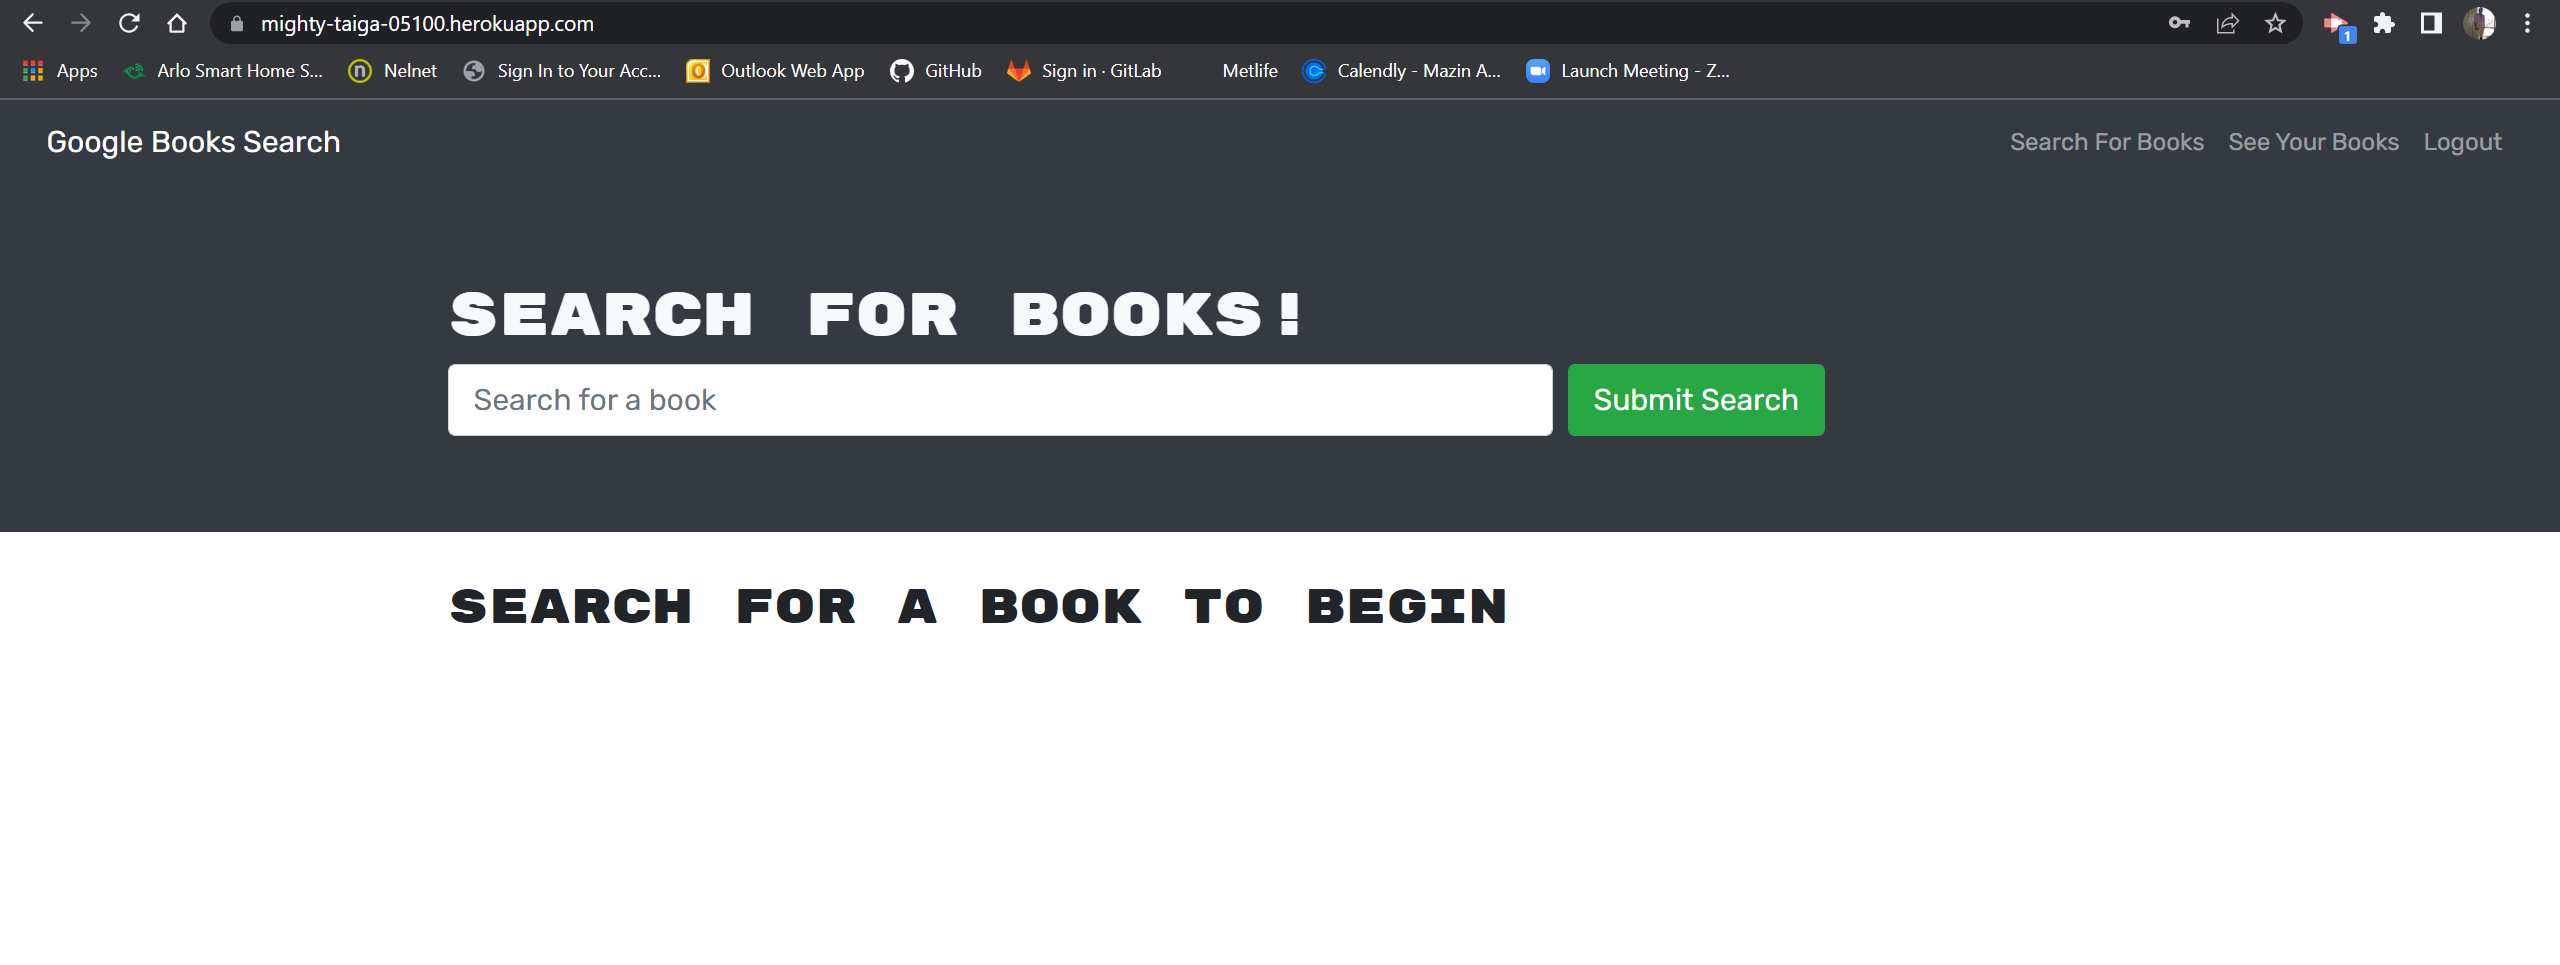 mighty-taiga-05100.herokuapp.com
1
Apps Arlo Smart Home S... Nelnet Sign In to Your Acc... Outlook Web App GitHub Sign in · GitLab Metlife Calendly - Mazin A... Launch Meeting - Z...
Google Books Search Search For Books See Your Books Logout
SEARCH FOR BOOKS!
Search for a book Submit Search
SEARCH FOR A BOOK TO BEGIN